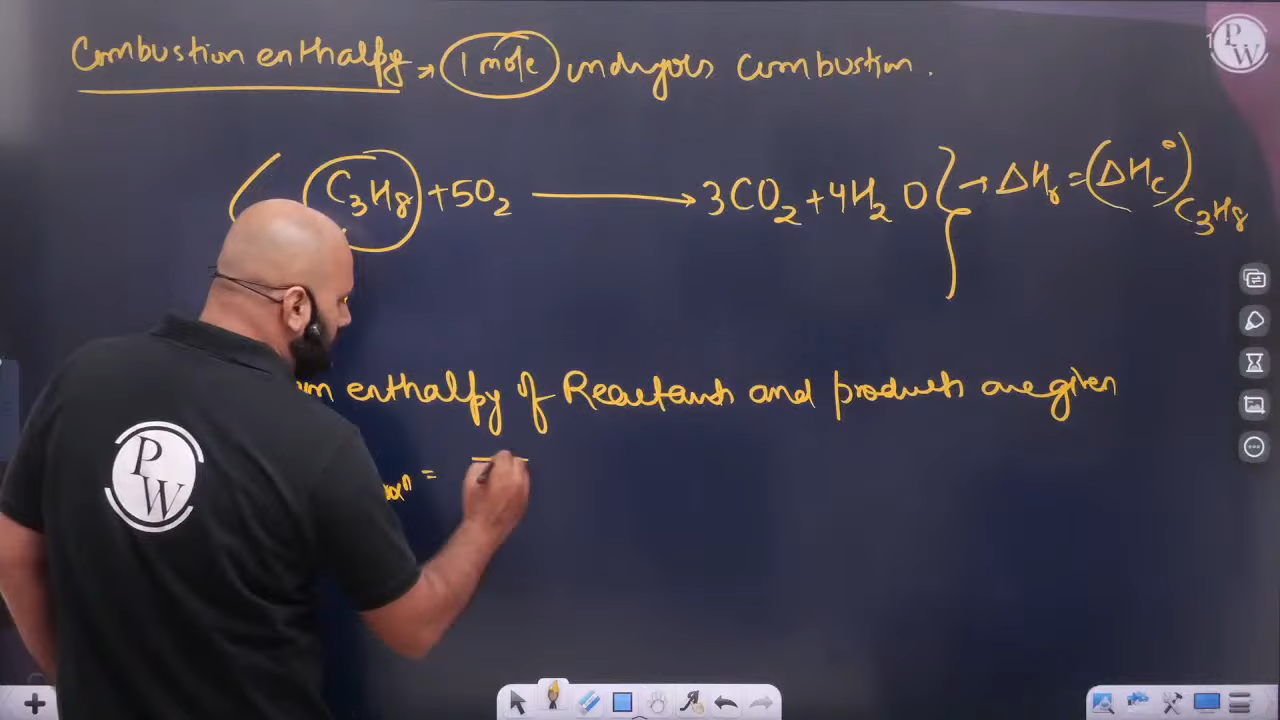 Combustion enthalpy → 1 mole undergoes combustion.
C₃H₈ + 5O₂ → 3CO₂ + 4H₂O } → ΔHᵣ = (ΔH°c)C₃H₈
enthalpy of Reactants and products are given
=
PW
PW